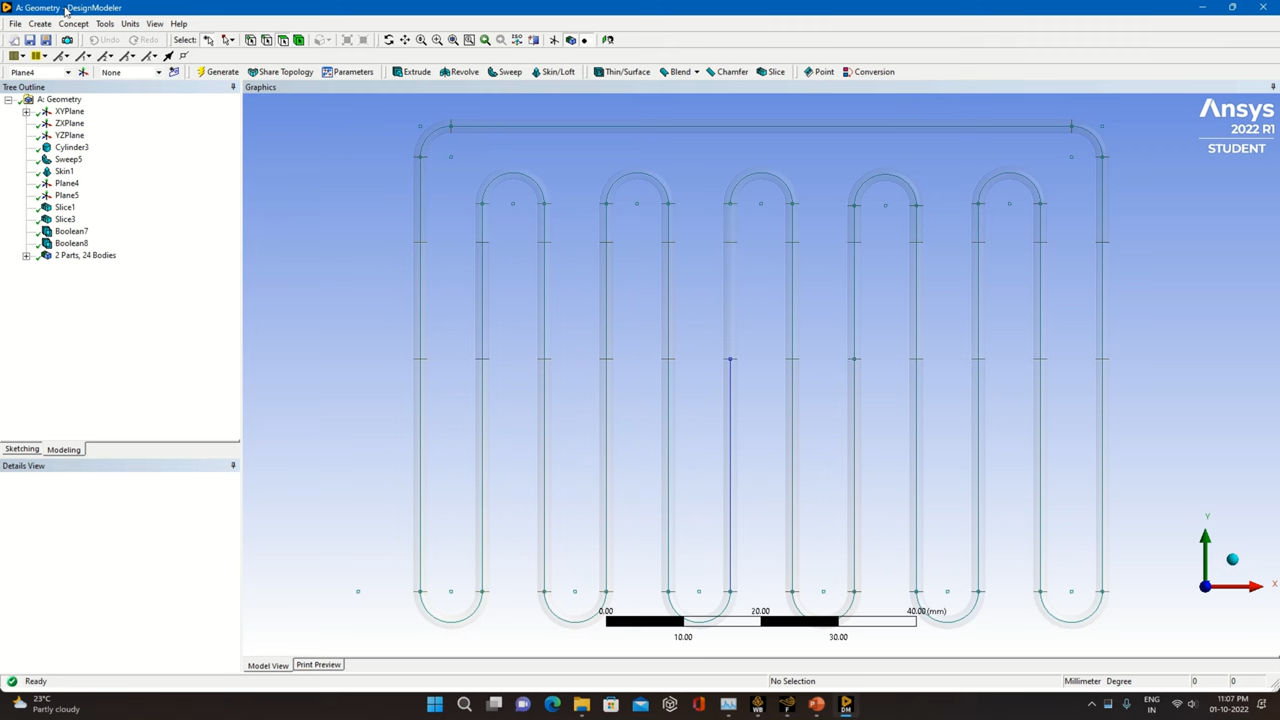 A: Geometry - DesignModeler
File Create Concept Tools Units View Help
Undo Redo Select:
Plane4 None Generate Share Topology Parameters Extrude Revolve Sweep Skin/Loft Thin/Surface Blend Chamfer Slice Point Conversion
Tree Outline
A: Geometry
XYPlane
ZXPlane
YZPlane
Cylinder3
Sweep5
Skin1
Plane4
Plane5
Slice1
Slice3
Boolean7
Boolean8
2 Parts, 24 Bodies
Sketching Modeling
Details View
Graphics
Ansys
2022 R1
STUDENT
Y
X
0.00 20.00 40.00 (mm)
10.00 30.00
Model View Print Preview
Ready No Selection Millimeter Degree 0 0
23°C
Partly cloudy
WB F DM
ENG
IN
11:07 PM
01-10-2022